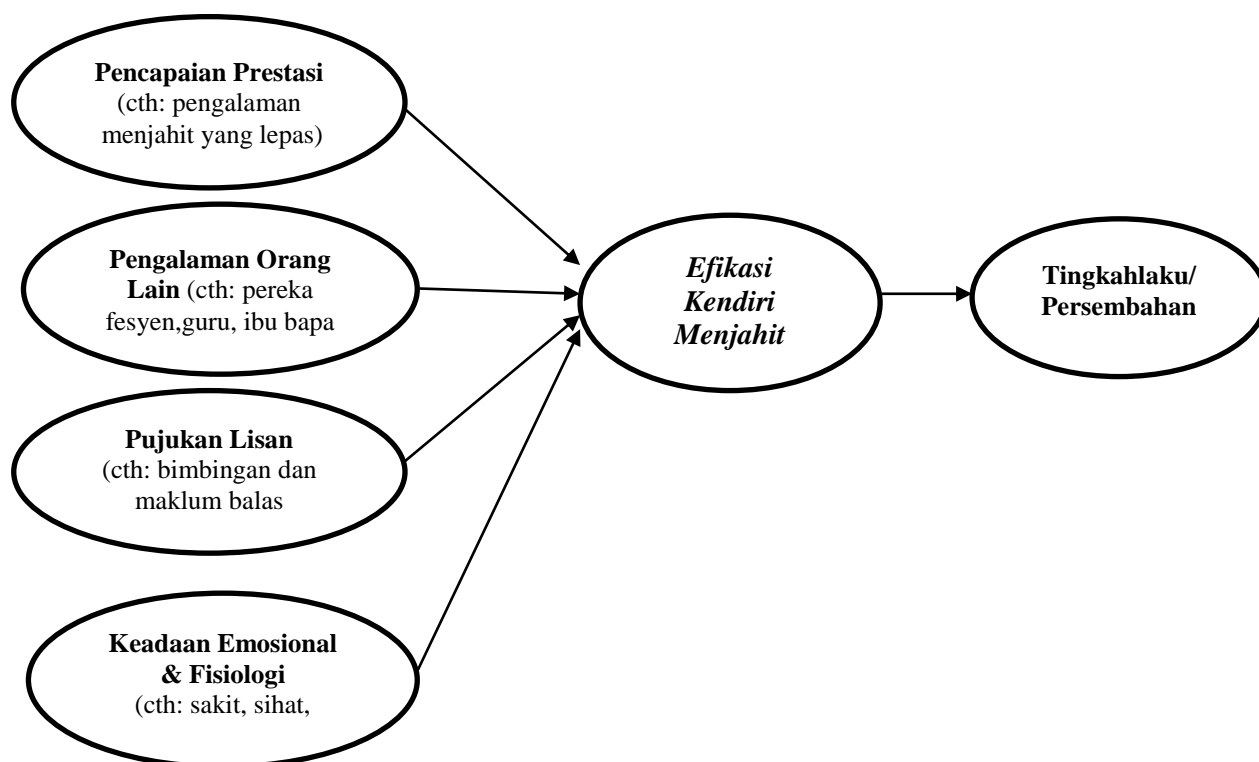 Pencapaian Prestasi
(cth: pengalaman
menjahit yang lepas)
Pengalaman Orang
Lain (cth: pereka
fesyen,guru, ibu bapa
Pujukan Lisan
(cth: bimbingan dan
maklum balas
Keadaan Emosional
& Fisiologi
(cth: sakit, sihat,
Efikasi
Kendiri
Menjahit
Tingkahlaku/
Persembahan